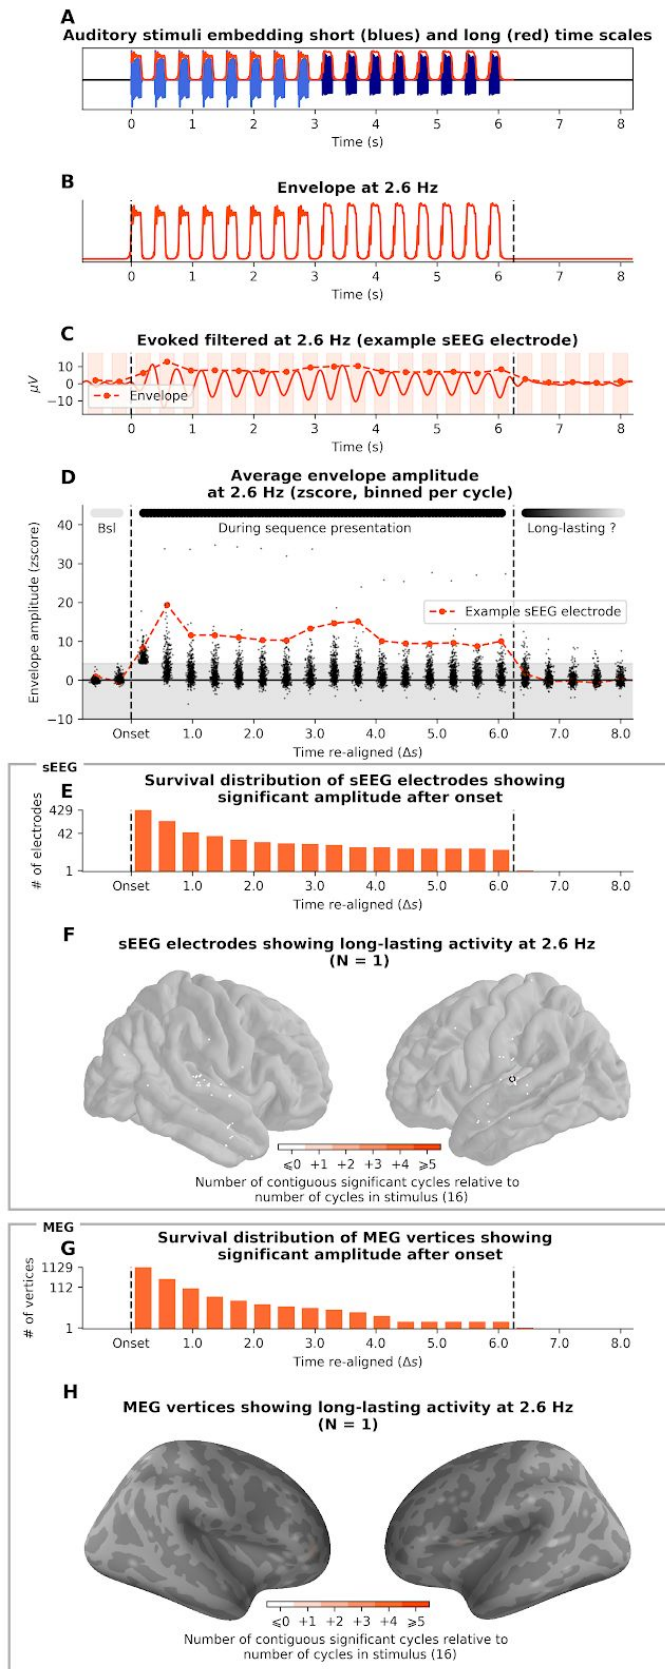 A
Auditory stimuli embedding short (blues) and long (red) time scales
0 1 2 3 4 5 6 7 8
Time (s)
B
Envelope at 2.6 Hz
0 1 2 3 4 5 6 7 8
Time (s)
C
Evoked filtered at 2.6 Hz (example sEEG electrode)
μV
10
0
−10
Envelope
0 1 2 3 4 5 6 7 8
Time (s)
D
Average envelope amplitude
at 2.6 Hz (zscore, binned per cycle)
Envelope amplitude (zscore)
40
30
20
10
0
−10
Bsl
During sequence presentation
Long-lasting ?
Example sEEG electrode
Onset 1.0 2.0 3.0 4.0 5.0 6.0 7.0 8.0
Time re-aligned (Δs)
sEEG
E
Survival distribution of sEEG electrodes showing
significant amplitude after onset
# of electrodes
429
42
1
Onset 1.0 2.0 3.0 4.0 5.0 6.0 7.0 8.0
Time re-aligned (Δs)
F
sEEG electrodes showing long-lasting activity at 2.6 Hz
(N = 1)
⩽0 +1 +2 +3 +4 ⩾5
Number of contiguous significant cycles relative to
number of cycles in stimulus (16)
MEG
G
Survival distribution of MEG vertices showing
significant amplitude after onset
# of vertices
1129
112
1
Onset 1.0 2.0 3.0 4.0 5.0 6.0 7.0 8.0
Time re-aligned (Δs)
H
MEG vertices showing long-lasting activity at 2.6 Hz
(N = 1)
⩽0 +1 +2 +3 +4 ⩾5
Number of contiguous significant cycles relative to
number of cycles in stimulus (16)